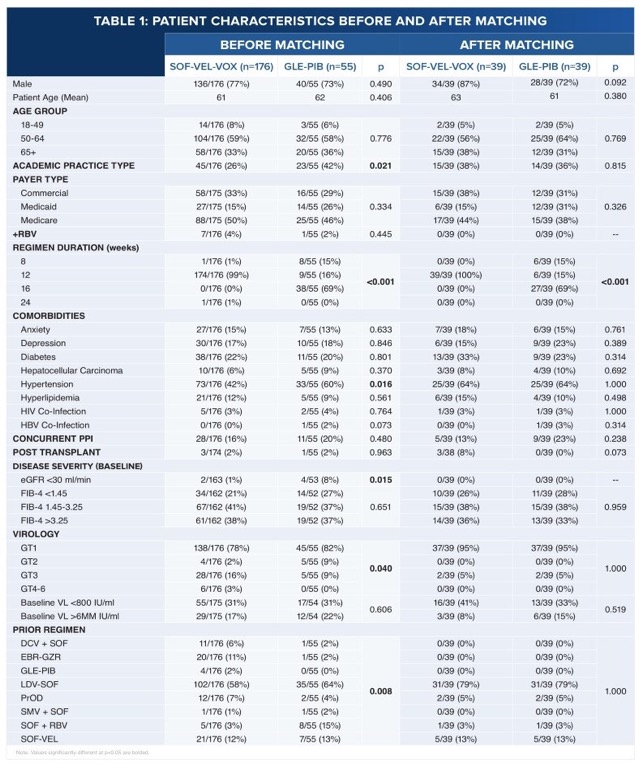 TABLE 1: PATIENT CHARACTERISTICS BEFORE AND AFTER MATCHING
BEFORE MATCHING AFTER MATCHING
SOF-VEL-VOX (n=176) GLE-PIB (n=55) p SOF-VEL-VOX (n=39) GLE-PIB (n=39) p
Male 136/176 (77%) 40/55 (73%) 0.490 34/39 (87%) 28/39 (72%) 0.092
Patient Age (Mean) 61 62 0.406 63 61 0.380
AGE GROUP
18-49 14/176 (8%) 3/55 (6%) 2/39 (5%) 2/39 (5%)
50-64 104/176 (59%) 32/55 (58%) 0.776 22/39 (56%) 25/39 (64%) 0.769
65+ 58/176 (33%) 20/55 (36%) 15/39 (38%) 12/39 (31%)
ACADEMIC PRACTICE TYPE 45/176 (26%) 23/55 (42%) 0.021 15/39 (38%) 14/39 (36%) 0.815
PAYER TYPE
Commercial 58/175 (33%) 16/55 (29%) 15/39 (38%) 12/39 (31%)
Medicaid 27/175 (15%) 14/55 (26%) 0.334 6/39 (15%) 12/39 (31%) 0.326
Medicare 88/175 (50%) 25/55 (46%) 17/39 (44%) 15/39 (38%)
+RBV 7/176 (4%) 1/55 (2%) 0.445 0/39 (0%) 0/39 (0%) --
REGIMEN DURATION (weeks)
8 1/176 (1%) 8/55 (15%) 0/39 (0%) 6/39 (15%)
12 174/176 (99%) 9/55 (16%) 39/39 (100%) 6/39 (15%)
<0.001 <0.001
16 0/176 (0%) 38/55 (69%) 0/39 (0%) 27/39 (69%)
24 1/176 (1%) 0/55 (0%) 0/39 (0%) 0/39 (0%)
COMORBIDITIES
Anxiety 27/176 (15%) 7/55 (13%) 0.633 7/39 (18%) 6/39 (15%) 0.761
Depression 30/176 (17%) 10/55 (18%) 0.846 6/39 (15%) 9/39 (23%) 0.389
Diabetes 38/176 (22%) 11/55 (20%) 0.801 13/39 (33%) 9/39 (23%) 0.314
Hepatocellular Carcinoma 10/176 (6%) 5/55 (9%) 0.370 3/39 (8%) 4/39 (10%) 0.692
Hypertension 73/176 (42%) 33/55 (60%) 0.016 25/39 (64%) 25/39 (64%) 1.000
Hyperlipidemia 21/176 (12%) 5/55 (9%) 0.561 6/39 (15%) 4/39 (10%) 0.498
HIV Co-Infection 5/176 (3%) 2/55 (4%) 0.764 1/39 (3%) 1/39 (3%) 1.000
HBV Co-Infection 0/176 (0%) 1/55 (2%) 0.073 0/39 (0%) 1/39 (3%) 0.314
CONCURRENT PPI 28/176 (16%) 11/55 (20%) 0.480 5/39 (13%) 9/39 (23%) 0.238
POST TRANSPLANT 3/174 (2%) 1/55 (2%) 0.963 3/38 (8%) 0/39 (0%) 0.073
DISEASE SEVERITY (BASELINE)
eGFR <30 ml/min 2/163 (1%) 4/53 (8%) 0.015 0/39 (0%) 0/39 (0%) --
FIB-4 <1.45 34/162 (21%) 14/52 (27%) 10/39 (26%) 11/39 (28%)
FIB-4 1.45-3.25 67/162 (41%) 19/52 (37%) 0.651 15/39 (38%) 15/39 (38%) 0.959
FIB-4 >3.25 61/162 (38%) 19/52 (37%) 14/39 (36%) 13/39 (33%)
VIROLOGY
GT1 138/176 (78%) 45/55 (82%) 37/39 (95%) 37/39 (95%)
GT2 4/176 (2%) 5/55 (9%) 0/39 (0%) 0/39 (0%)
0.040 1.000
GT3 28/176 (16%) 5/55 (9%) 2/39 (5%) 2/39 (5%)
GT4-6 6/176 (3%) 0/55 (0%) 0/39 (0%) 0/39 (0%)
Baseline VL <800 IU/ml 55/175 (31%) 17/54 (31%) 16/39 (41%) 13/39 (33%)
0.606 0.519
Baseline VL >6MM IU/ml 29/175 (17%) 12/54 (22%) 3/39 (8%) 6/39 (15%)
PRIOR REGIMEN
DCV + SOF 11/176 (6%) 1/55 (2%) 0/39 (0%) 0/39 (0%)
EBR-GZR 20/176 (11%) 1/55 (2%) 0/39 (0%) 0/39 (0%)
GLE-PIB 4/176 (2%) 0/55 (0%) 0/39 (0%) 0/39 (0%)
LDV-SOF 102/176 (58%) 35/55 (64%) 31/39 (79%) 31/39 (79%)
0.008 1.000
PrOD 12/176 (7%) 2/55 (4%) 2/39 (5%) 2/39 (5%)
SMV + SOF 1/176 (1%) 1/55 (2%) 0/39 (0%) 0/39 (0%)
SOF + RBV 5/176 (3%) 8/55 (15%) 1/39 (3%) 1/39 (3%)
SOF-VEL 21/176 (12%) 7/55 (13%) 5/39 (13%) 5/39 (13%)
Note: Values significantly different at p<0.05 are bolded.